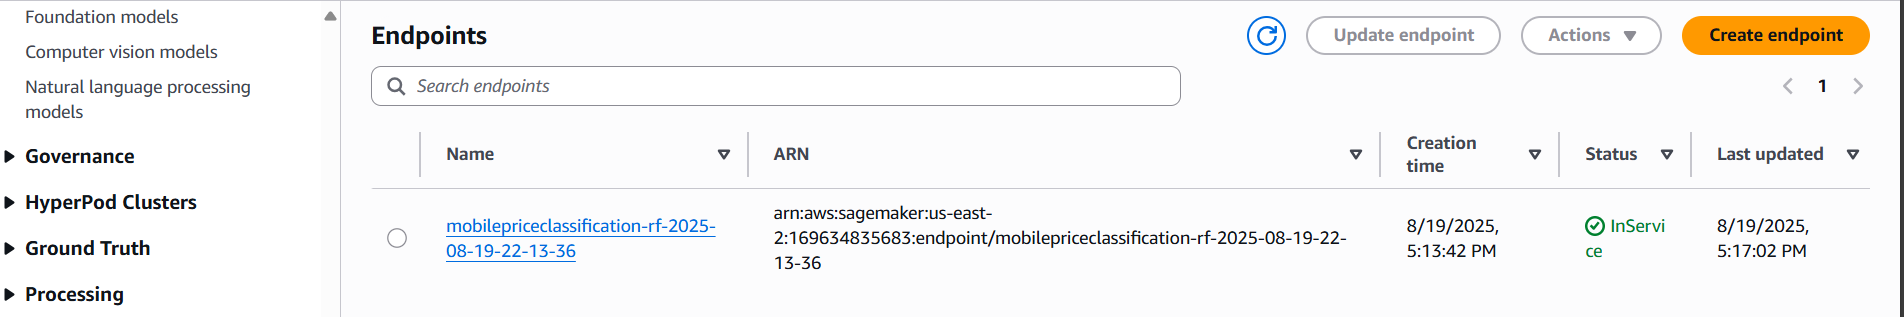 Foundation models
Computer vision models
Natural language processing
models
Governance
HyperPod Clusters
Ground Truth
Processing
Endpoints
Update endpoint
Actions
Create endpoint
Search endpoints
1
Name
ARN
Creation
time
Status
Last updated
mobilepriceclassification-rf-2025-
08-19-22-13-36
arn:aws:sagemaker:us-east-
2:169634835683:endpoint/mobilepriceclassification-rf-2025-08-19-22-
13-36
8/19/2025,
5:13:42 PM
InServi
ce
8/19/2025,
5:17:02 PM